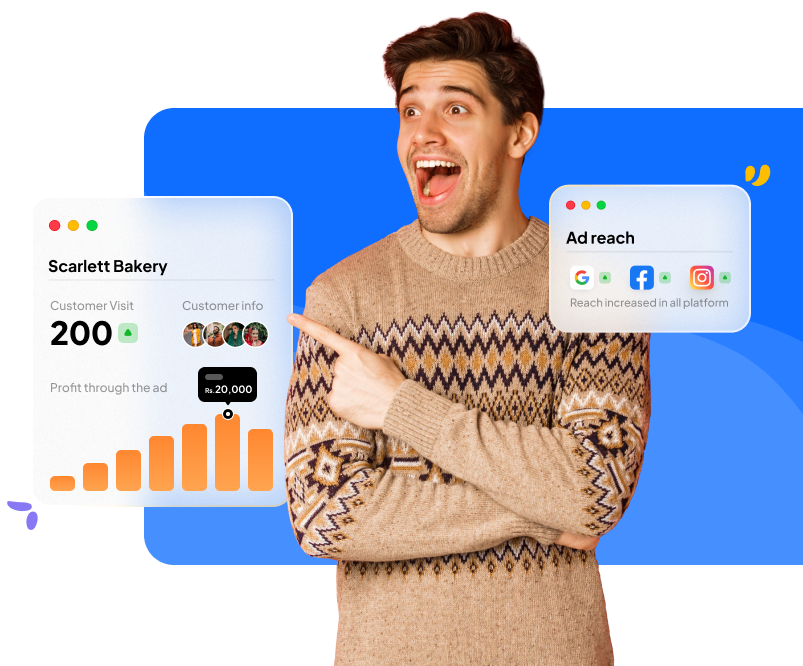 Scarlett Bakery
Customer Visit
Customer info
200
Rs.20,000
Profit through the ad
Ad reach
G
f
Reach increased in all platform